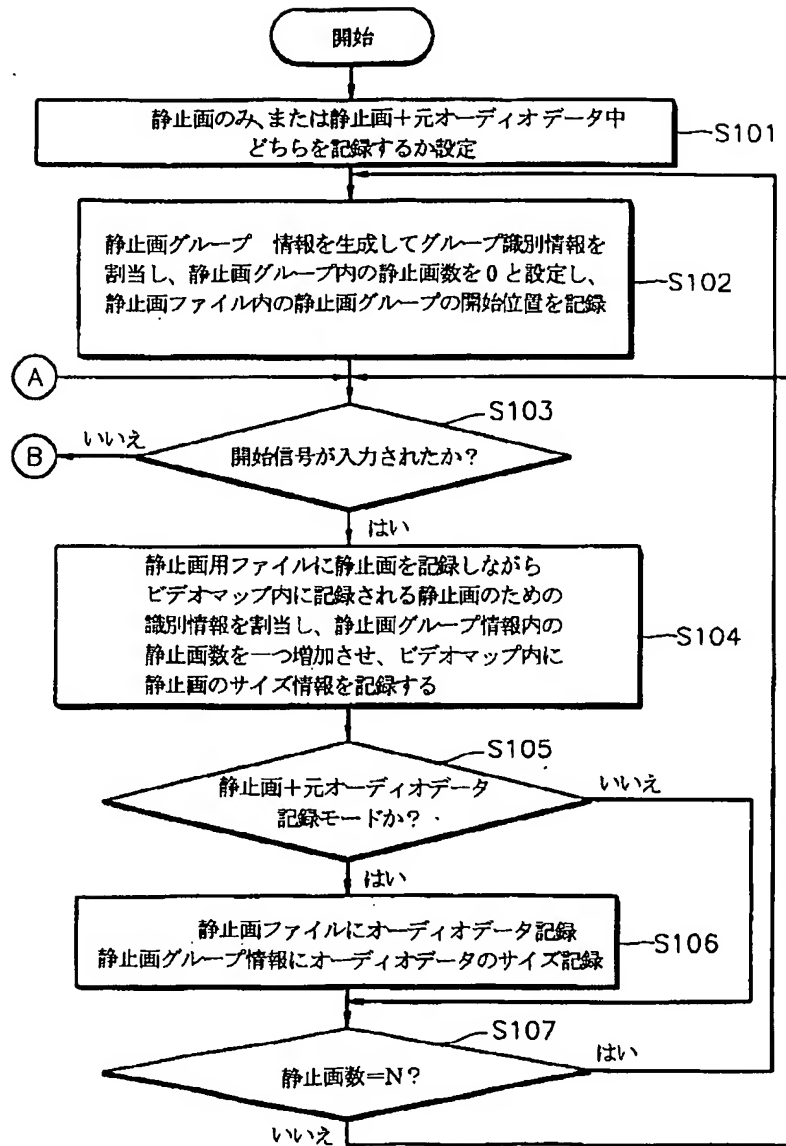 開始
静止画のみ、または静止画＋元オーディオデータ中
どちらを記録するか設定
S101
静止画グループ　情報を生成してグループ識別情報を
割当し、静止画グループ内の静止画数を０と設定し、
静止画ファイル内の静止画グループの開始位置を記録
S102
A
S103
開始信号が入力されたか？
いいえ
B
はい
静止画用ファイルに静止画を記録しながら
ビデオマップ内に記録される静止画のための
識別情報を割当し、静止画グループ情報内の
静止画数を一つ増加させ、ビデオマップ内に
静止画のサイズ情報を記録する
S104
S105
静止画＋元オーディオデータ
記録モードか？
いいえ
はい
静止画ファイルにオーディオデータ記録
静止画グループ情報にオーディオデータのサイズ記録
S106
S107
静止画数＝N？
はい
いいえ